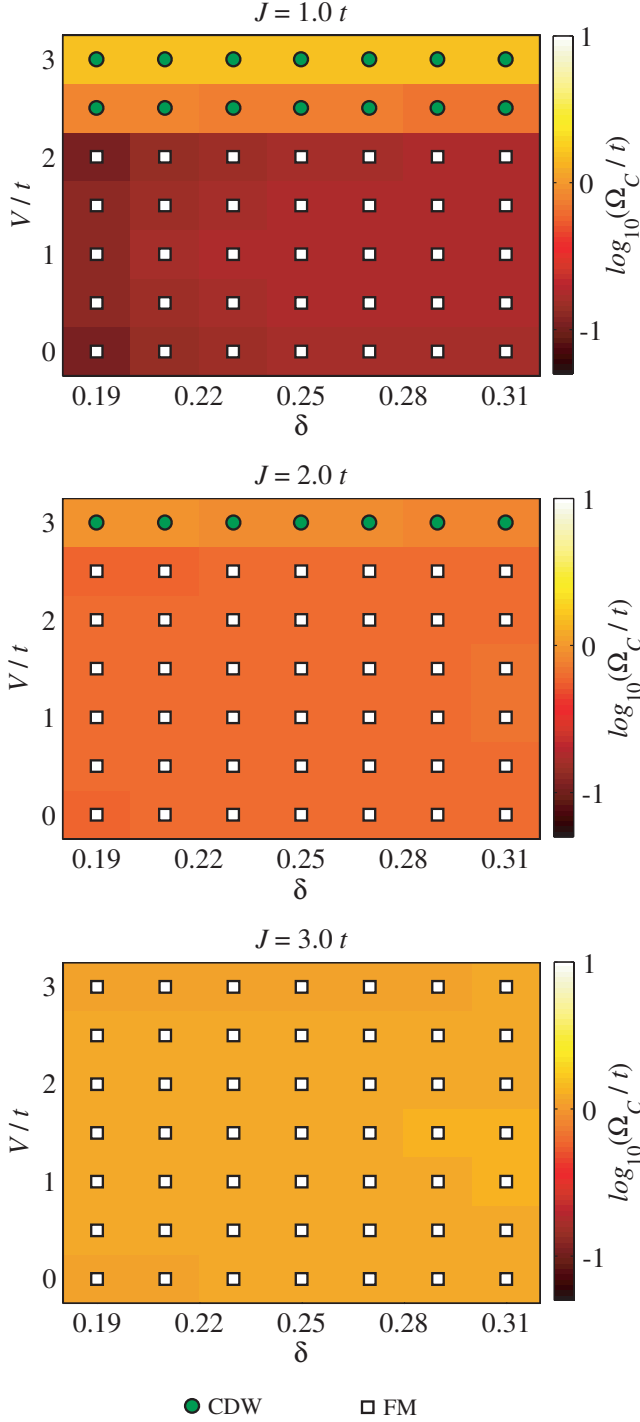 J = 1.0 t
3
2
1
0
V / t
0.19 0.22 0.25 0.28 0.31
δ
1
0
-1
log10(ΩC / t)
J = 2.0 t
3
2
1
0
V / t
0.19 0.22 0.25 0.28 0.31
δ
1
0
-1
log10(ΩC / t)
J = 3.0 t
3
2
1
0
V / t
0.19 0.22 0.25 0.28 0.31
δ
1
0
-1
log10(ΩC / t)
CDW FM